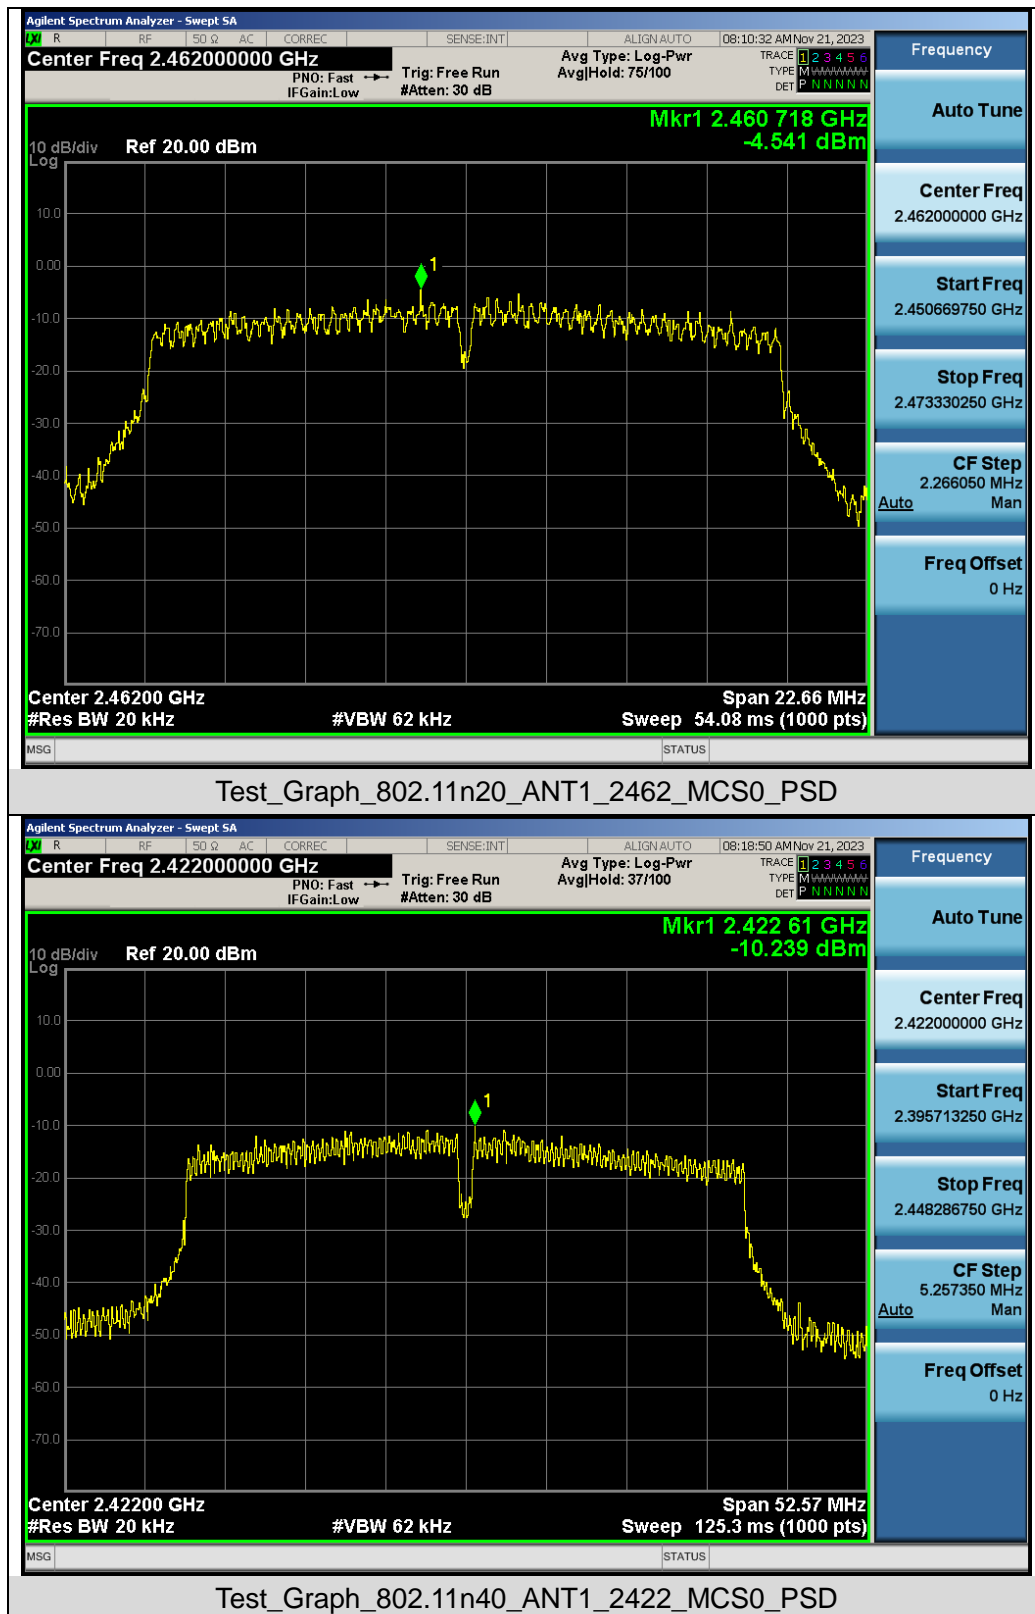 Agilent Spectrum Analyzer - Swept SA
LXI R RF 50 Ω AC CORREC SENSE:INT ALIGN AUTO 08:10:32 AM Nov 21, 2023
Center Freq 2.462000000 GHz
PNO: Fast
IFGain:Low
Trig: Free Run
#Atten: 30 dB
Avg Type: Log-Pwr
Avg|Hold: 75/100
TRACE 1 2 3 4 5 6
TYPE M
DET P N N N N N
Mkr1 2.460 718 GHz
-4.541 dBm
10 dB/div Ref 20.00 dBm
Log
10.0
0.00
-10.0
-20.0
-30.0
-40.0
-50.0
-60.0
-70.0
1
Center 2.46200 GHz Span 22.66 MHz
#Res BW 20 kHz #VBW 62 kHz Sweep 54.08 ms (1000 pts)
MSG STATUS
Frequency
Auto Tune
Center Freq
2.462000000 GHz
Start Freq
2.450669750 GHz
Stop Freq
2.473330250 GHz
CF Step
2.266050 MHz
Auto Man
Freq Offset
0 Hz
Test_Graph_802.11n20_ANT1_2462_MCS0_PSD
Agilent Spectrum Analyzer - Swept SA
LXI R RF 50 Ω AC CORREC SENSE:INT ALIGN AUTO 08:18:50 AM Nov 21, 2023
Center Freq 2.422000000 GHz
PNO: Fast
IFGain:Low
Trig: Free Run
#Atten: 30 dB
Avg Type: Log-Pwr
Avg|Hold: 37/100
TRACE 1 2 3 4 5 6
TYPE M
DET P N N N N N
Mkr1 2.422 61 GHz
-10.239 dBm
10 dB/div Ref 20.00 dBm
Log
10.0
0.00
-10.0
-20.0
-30.0
-40.0
-50.0
-60.0
-70.0
1
Center 2.42200 GHz Span 52.57 MHz
#Res BW 20 kHz #VBW 62 kHz Sweep 125.3 ms (1000 pts)
MSG STATUS
Frequency
Auto Tune
Center Freq
2.422000000 GHz
Start Freq
2.395713250 GHz
Stop Freq
2.448286750 GHz
CF Step
5.257350 MHz
Auto Man
Freq Offset
0 Hz
Test_Graph_802.11n40_ANT1_2422_MCS0_PSD